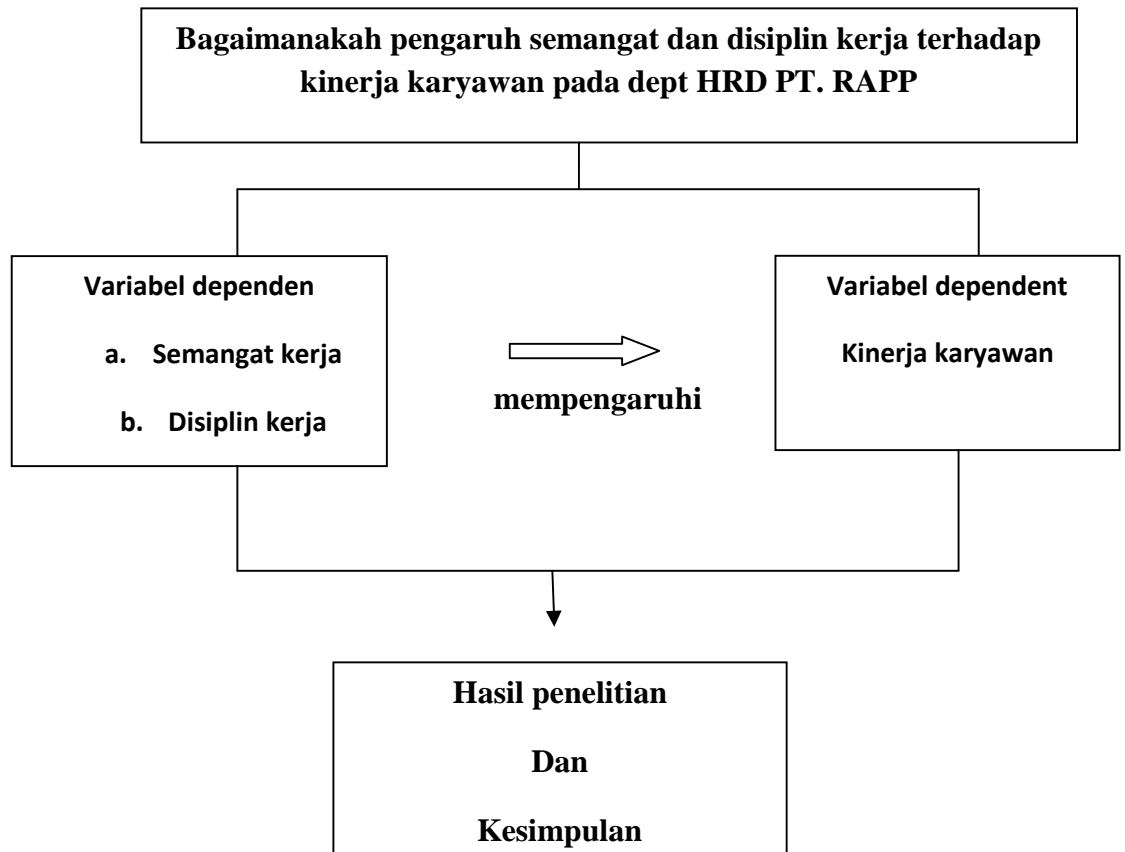 Bagaimanakah pengaruh semangat dan disiplin kerja terhadap
kinerja karyawan pada dept HRD PT. RAPP
Variabel dependen
a. Semangat kerja
b. Disiplin kerja
mempengaruhi
Variabel dependent
Kinerja karyawan
Hasil penelitian
Dan
Kesimpulan